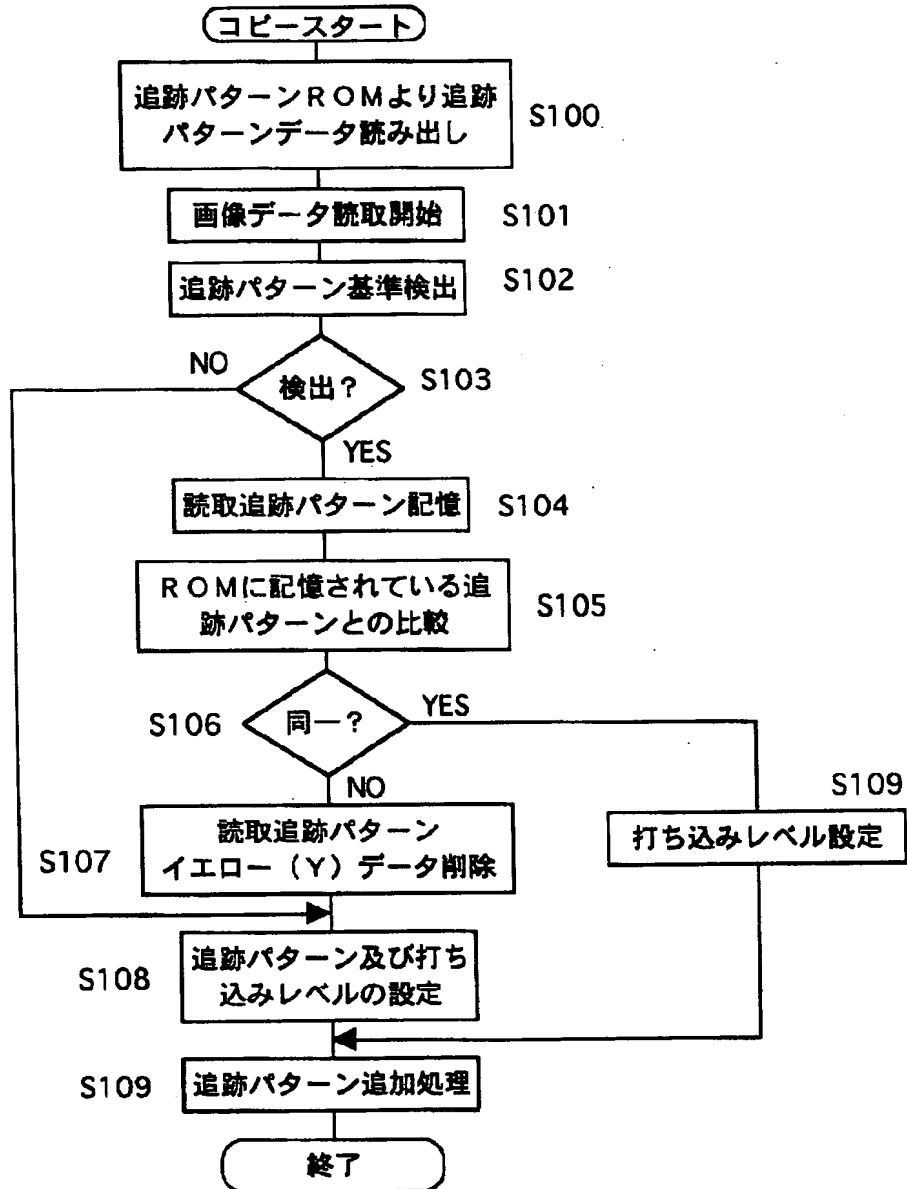 コピースタート
追跡パターンＲＯＭより追跡
パターンデータ読み出し
S100
画像データ読取開始
S101
追跡パターン基準検出
S102
NO
検出？
S103
YES
読取追跡パターン記憶
S104
ＲＯＭに記憶されている追
跡パターンとの比較
S105
S106
同一？
YES
NO
S109
打ち込みレベル設定
S107
読取追跡パターン
イエロー（Y）データ削除
S108
追跡パターン及び打ち
込みレベルの設定
S109
追跡パターン追加処理
終了